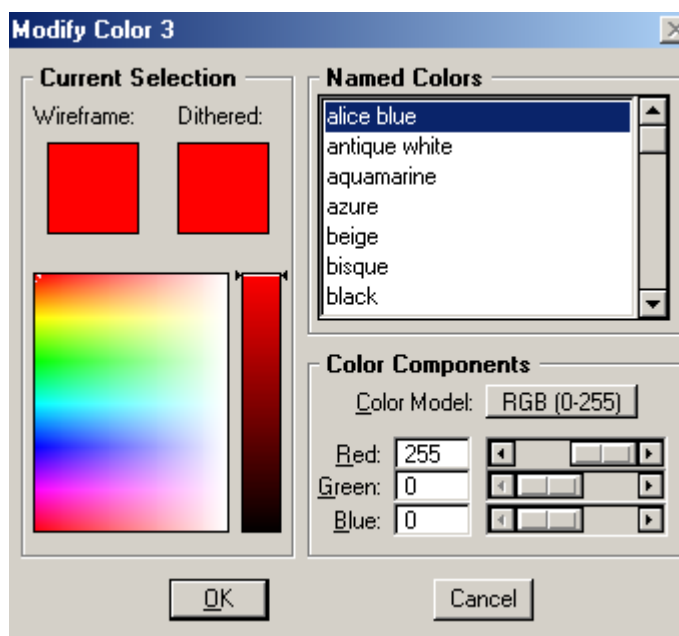 Modify Color 3
Current Selection
Wireframe: Dithered:
Named Colors
alice blue
antique white
aquamarine
azure
beige
bisque
black
Color Components
Color Model: RGB (0-255)
Red: 255
Green: 0
Blue: 0
OK Cancel